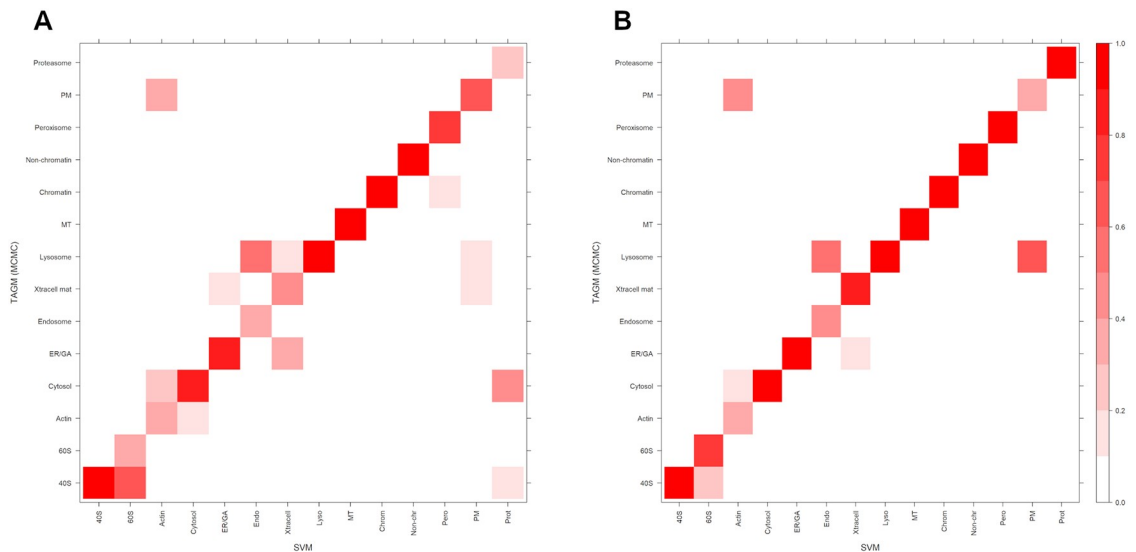 A
B
Proteasome
PM
Peroxisome
Non-chromatin
Chromatin
MT
Lysosome
Xtracell mat
Endosome
ER/GA
Cytosol
Actin
60S
40S
TAGM (MCMC)
40S
60S
Actin
Cytosol
ER/GA
Endo
Xtracell
Lyso
MT
Chrom
Non-chr
Pero
PM
Prot
SVM
Proteasome
PM
Peroxisome
Non-chromatin
Chromatin
MT
Lysosome
Xtracell mat
Endosome
ER/GA
Cytosol
Actin
60S
40S
TAGM (MCMC)
40S
60S
Actin
Cytosol
ER/GA
Endo
Xtracell
Lyso
MT
Chrom
Non-chr
Pero
PM
Prot
SVM
1.0
0.8
0.6
0.4
0.2
0.0